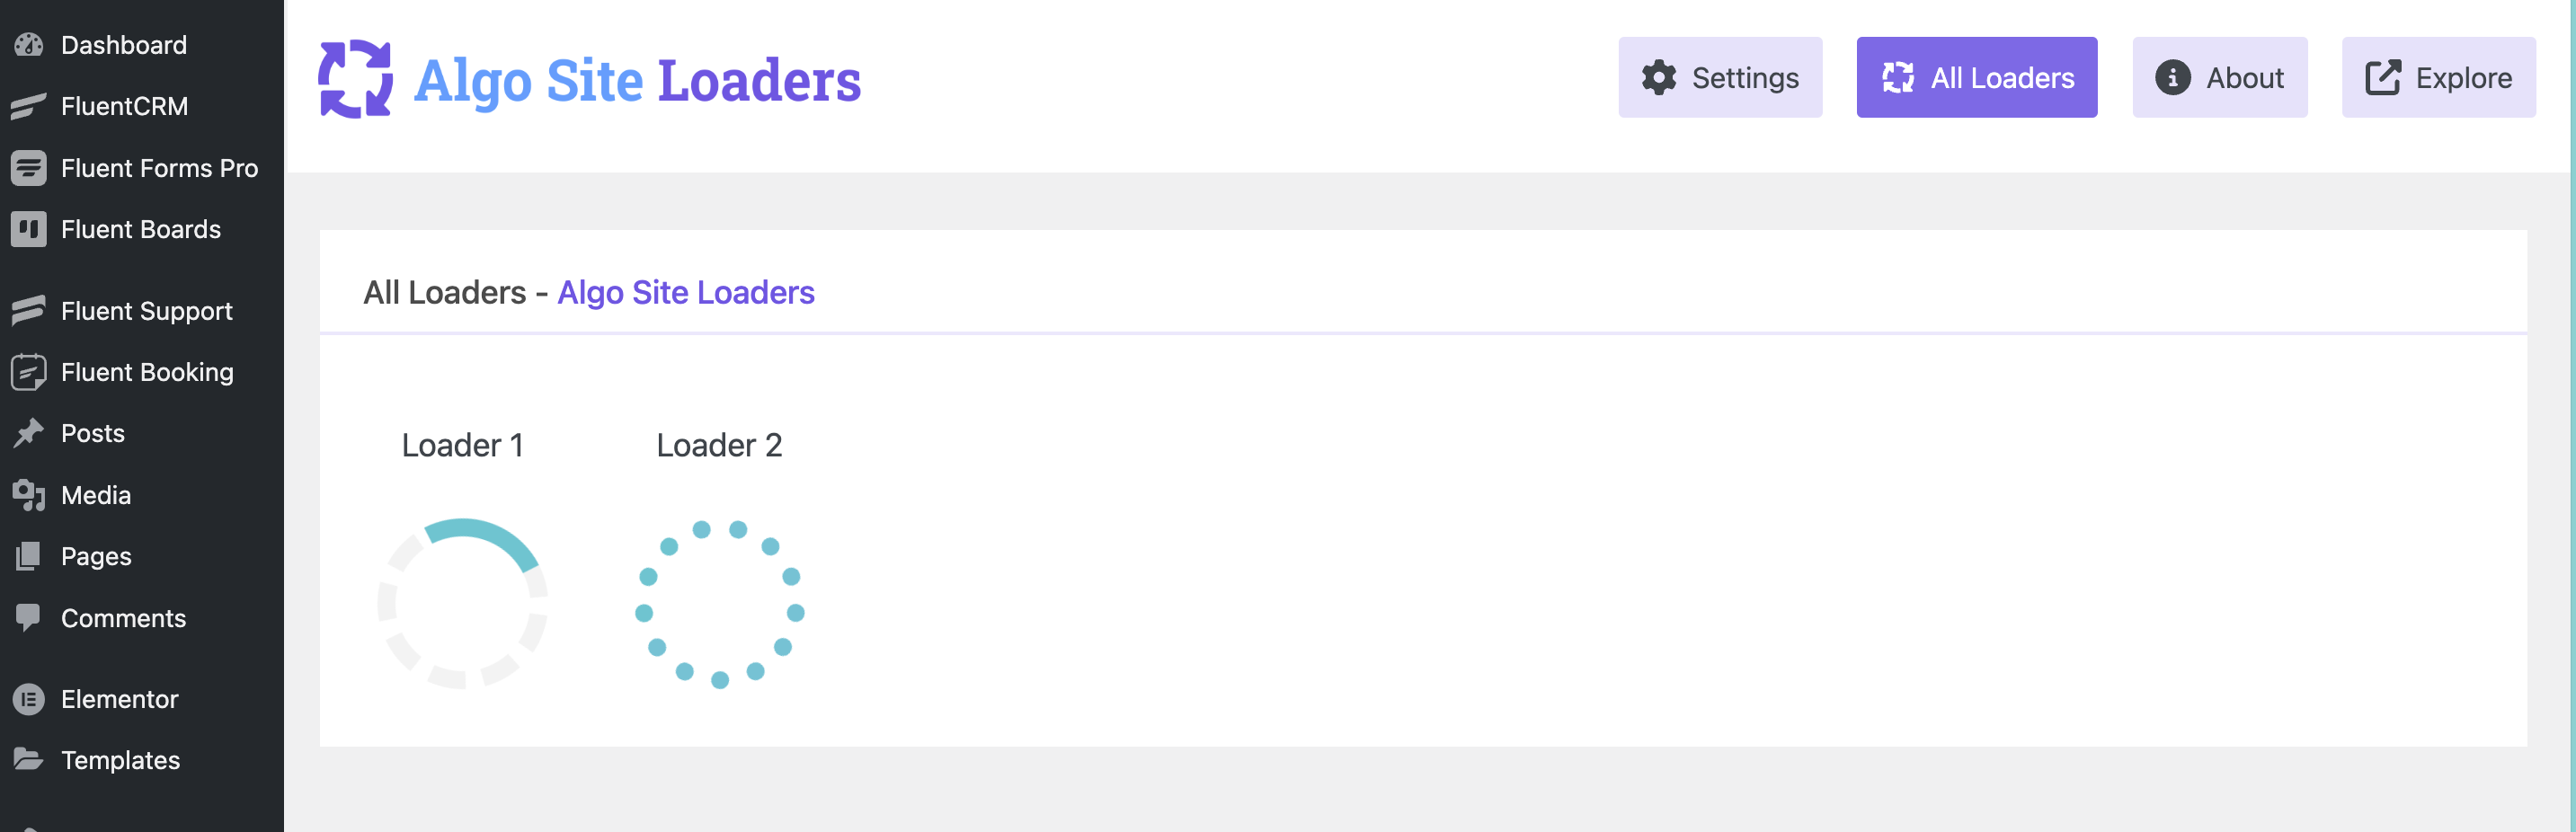 Dashboard
FluentCRM
Fluent Forms Pro
Fluent Boards
Fluent Support
Fluent Booking
Posts
Media
Pages
Comments
Elementor
Templates
Algo Site Loaders
Settings
All Loaders
About
Explore
All Loaders - Algo Site Loaders
Loader 1
Loader 2